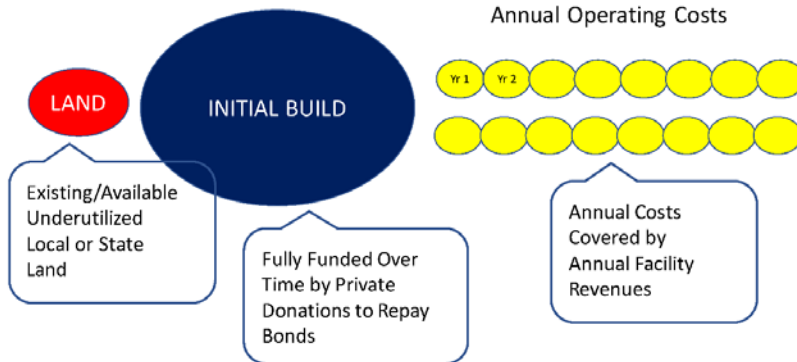 Annual Operating Costs
LAND
INITIAL BUILD
Yr 1
Yr 2
Existing/Available
Underutilized
Local or State
Land
Fully Funded Over
Time by Private
Donations to Repay
Bonds
Annual Costs
Covered by
Annual Facility
Revenues